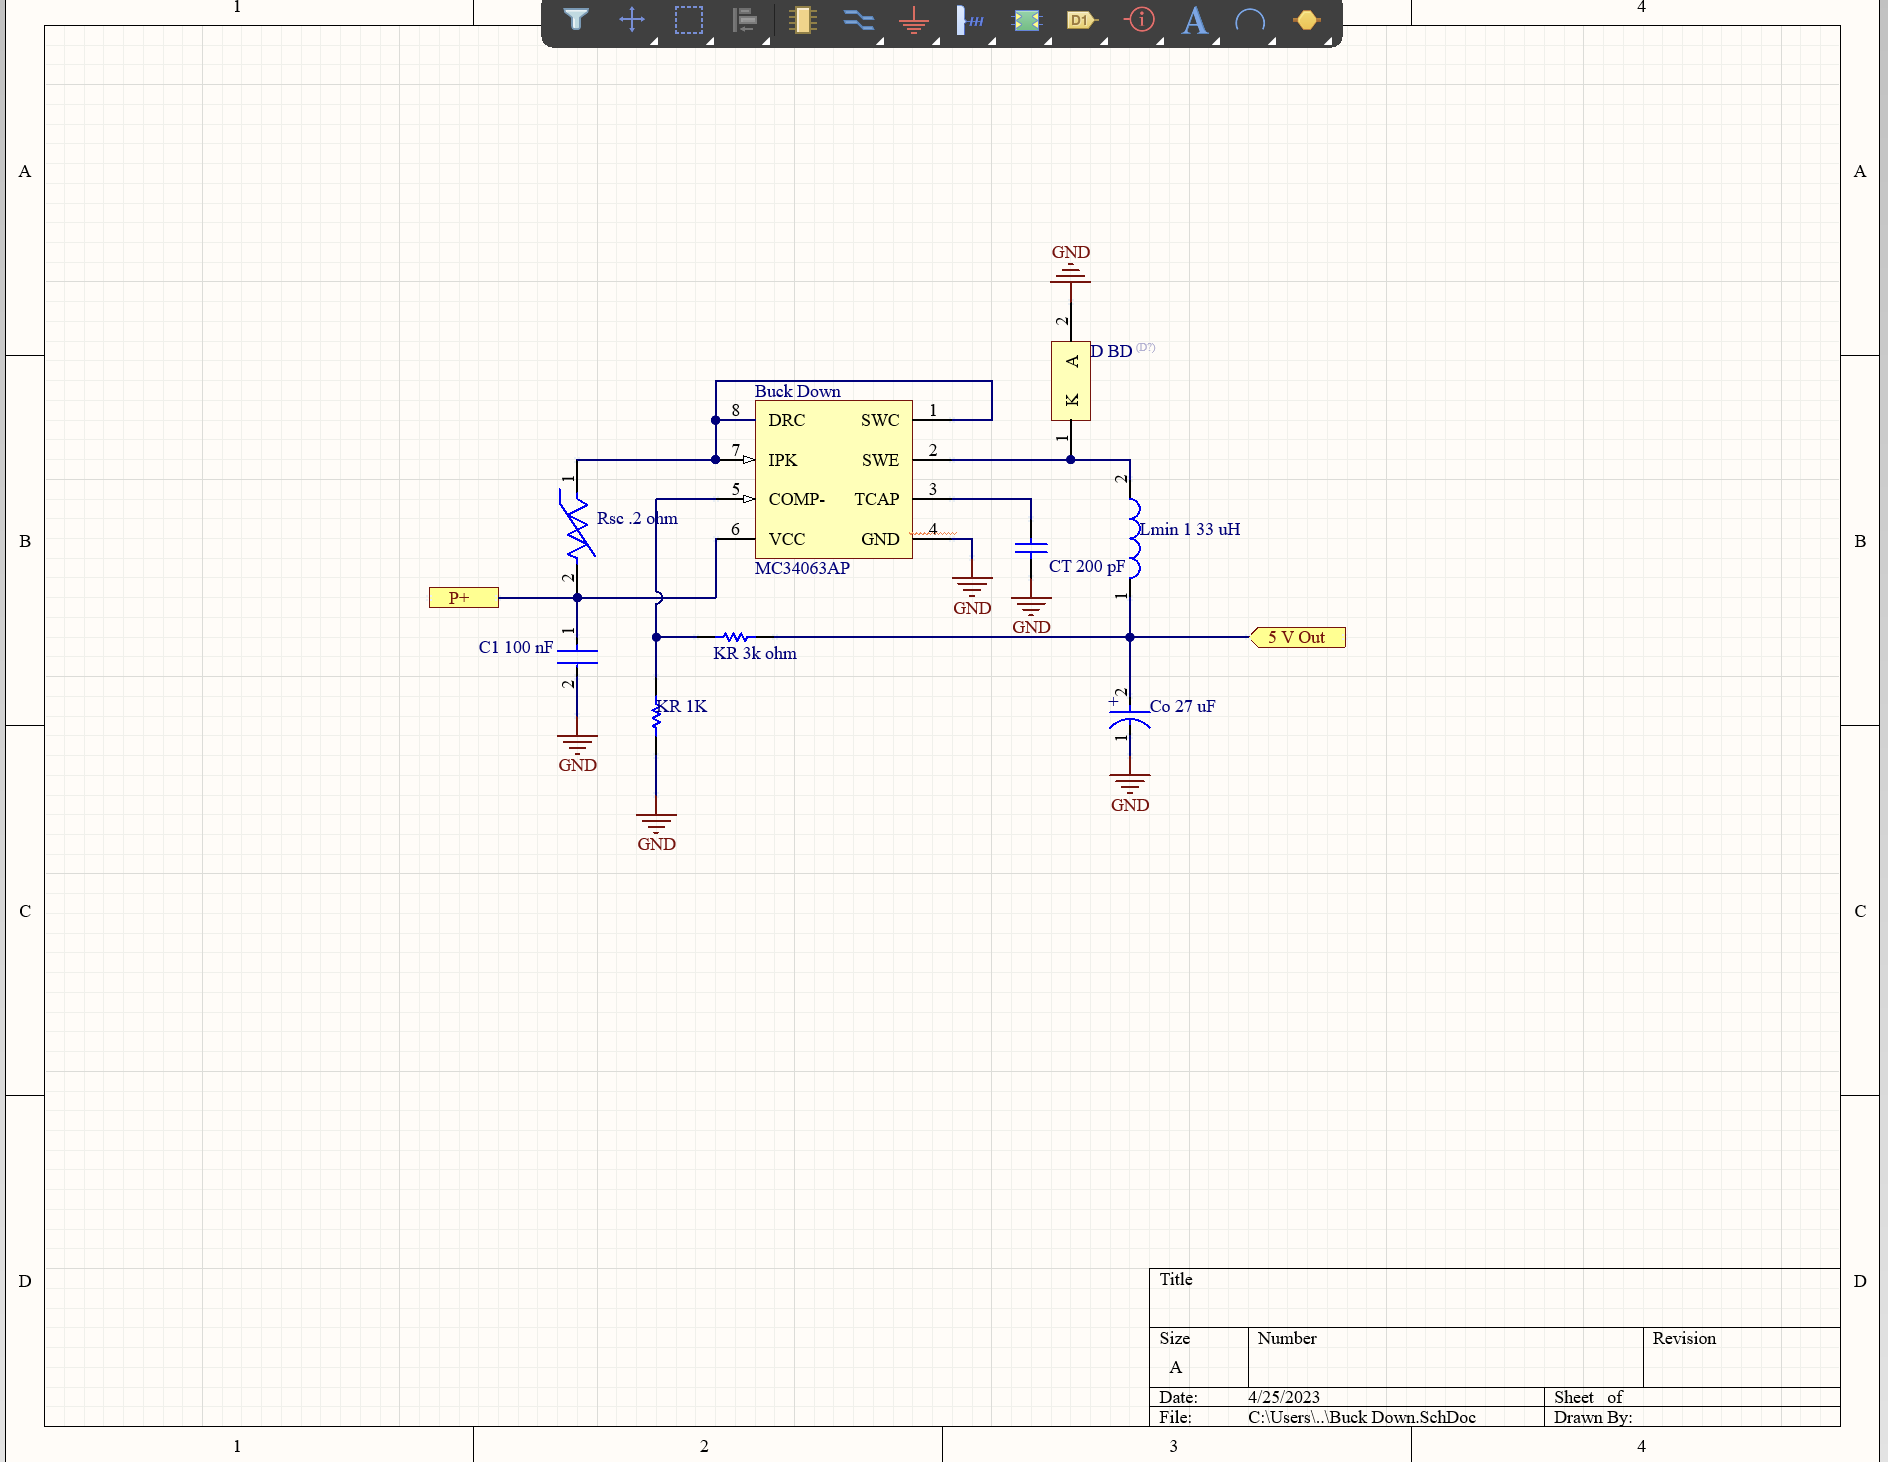 1
4
D1
A
A
A
GND
2
A
D BD (D?)
K
1
Buck Down
8 DRC SWC 1
7 IPK SWE 2
5 COMP- TCAP 3
6 VCC GND 4
MC34063AP
1
Rsc .2 ohm
2
B
B
2
Lmin 1 33 uH
1
CT 200 pF
GND
GND
P+
5 V Out
1
C1 100 nF
2
GND
KR 3k ohm
KR 1K
GND
+
2
Co 27 uF
1
GND
C
C
D
D
Title
Size
A
Number
Revision
Date: 4/25/2023
Sheet of
File: C:\Users\..\Buck Down.SchDoc
Drawn By:
1
2
3
4